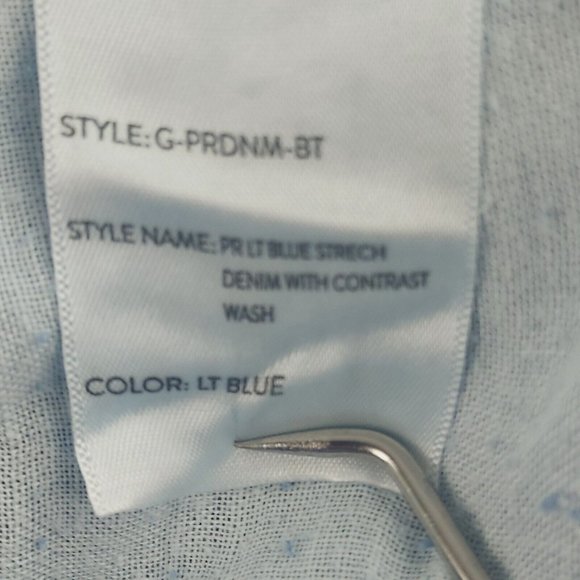 STYLE: G-PRDNM-BT
STYLE NAME: PR LT BLUE STRECH
DENIM WITH CONTRAST
WASH
COLOR: LT BLUE